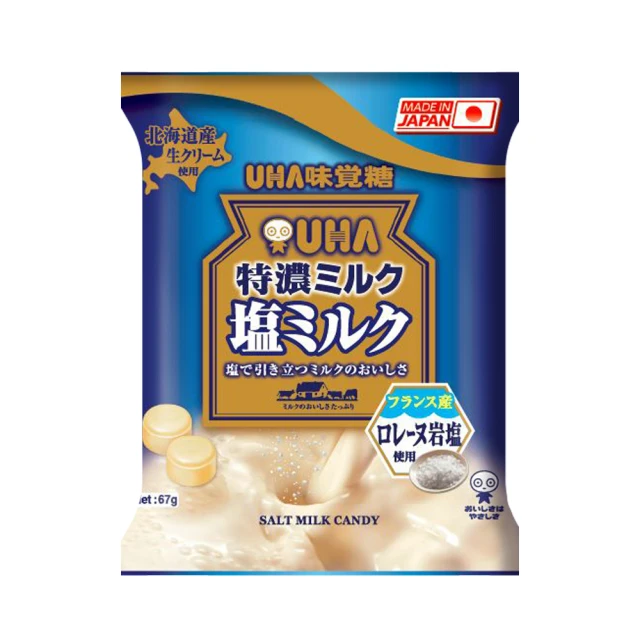 MADE IN
JAPAN
北海道産
生クリーム
使用
UHA味覚糖
UHA
特濃ミルク
塩ミルク
塩で引き立つミルクのおいしさ
ミルクのおいしさたっぷり
フランス産
ロレーヌ岩塩
使用
et :67g
おいしさは
やさしさ
SALT MILK CANDY